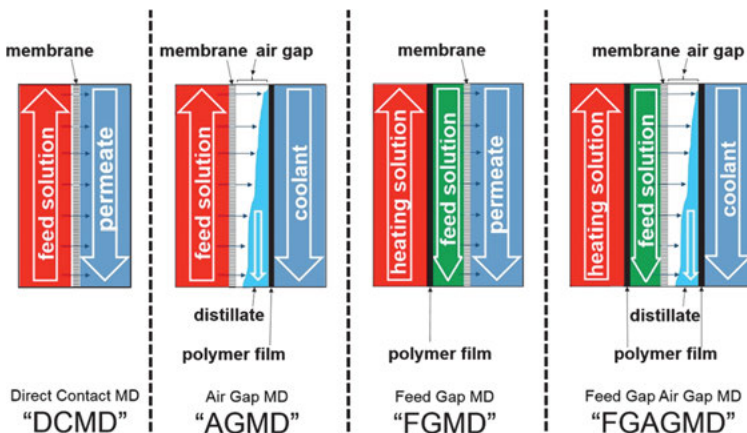 membrane
feed solution
permeate
Direct Contact MD
“DCMD”
membrane air gap
feed solution
coolant
distillate
polymer film
Air Gap MD
“AGMD”
membrane
heating solution
feed solution
permeate
polymer film
Feed Gap MD
“FGMD”
membrane air gap
heating solution
feed solution
coolant
distillate
polymer film
Feed Gap Air Gap MD
“FGAGMD”